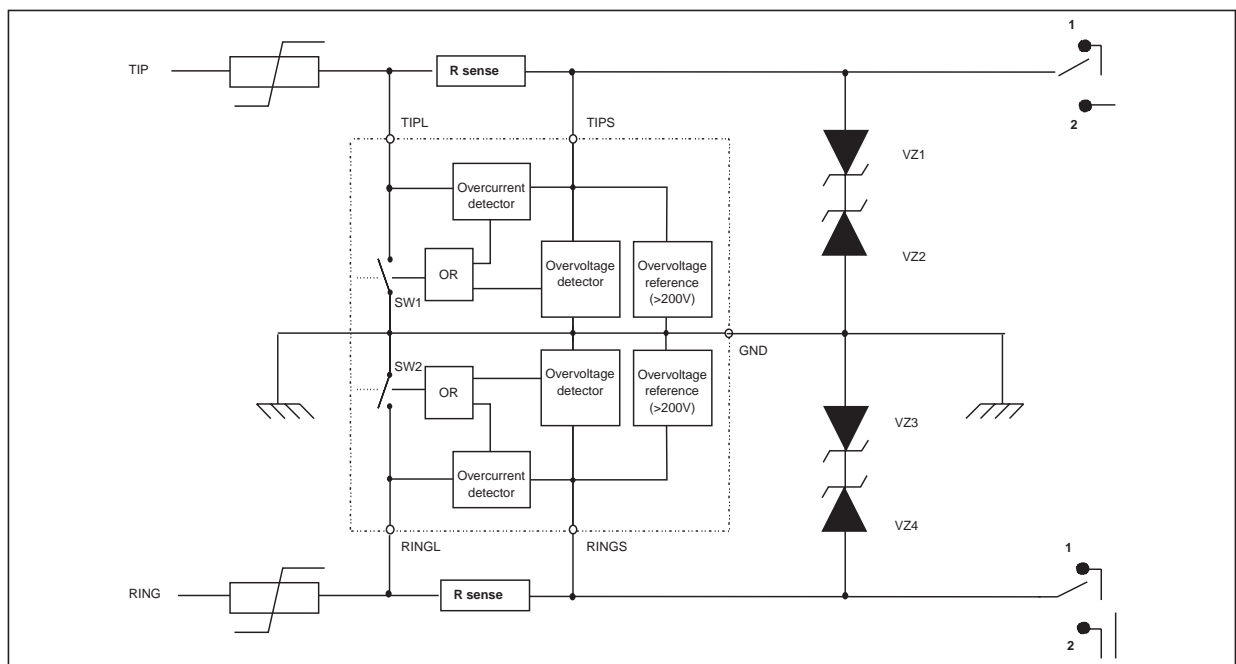 1
TIP
R sense
2
TIPL
TIPS
VZ1
Overcurrent
detector
VZ2
OR
Overvoltage
detector
Overvoltage
reference
(>200V)
SW1
GND
SW2
OR
Overvoltage
detector
Overvoltage
reference
(>200V)
VZ3
Overcurrent
detector
VZ4
RINGL
RINGS
1
RING
R sense
2